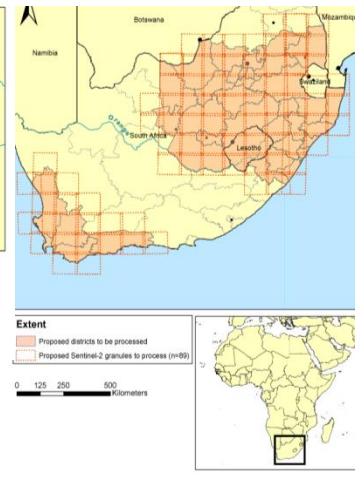 Botswana
Mozambique
Namibia
Swaziland
Orange
South Africa
Lesotho
Extent
Proposed districts to be processed
Proposed Sentinel-2 granules to process (n=89)
0 125 250 500
Kilometers